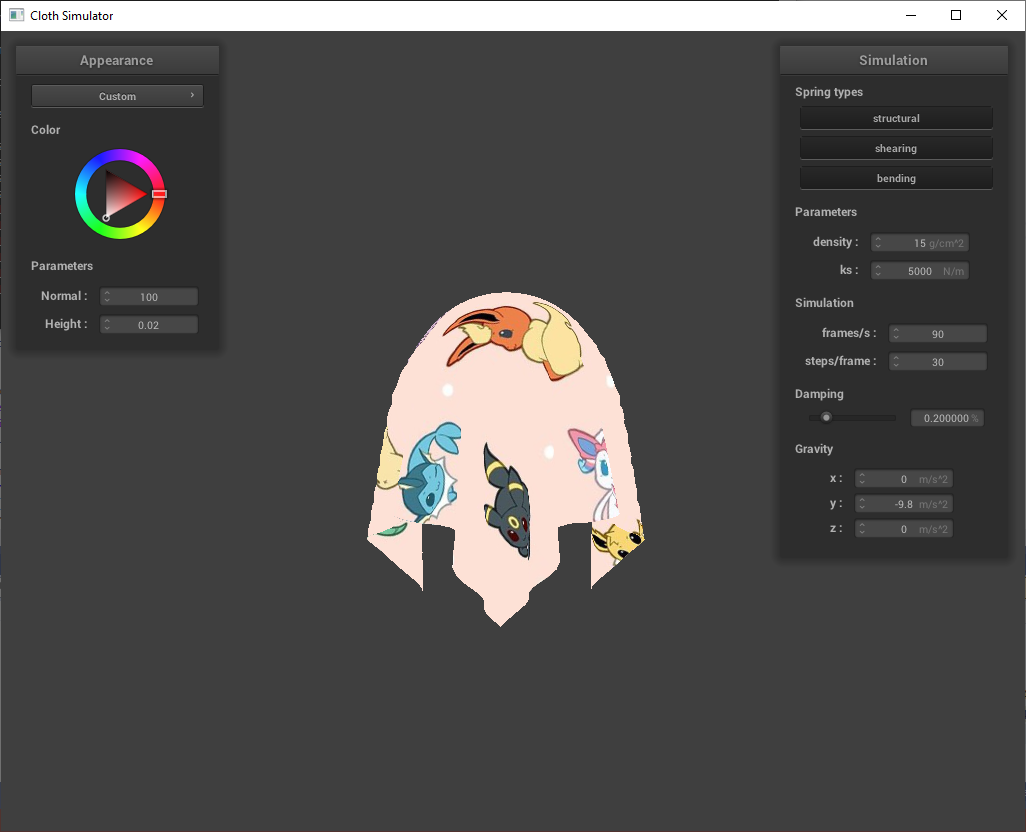 Cloth Simulator
Appearance
Custom
Color
Parameters
Normal : 100
Height : 0.02
Simulation
Spring types
structural
shearing
bending
Parameters
density : 15 g/cm^2
ks : 5000 N/m
Simulation
frames/s : 90
steps/frame : 30
Damping
0.200000 %
Gravity
x : 0 m/s^2
y : -9.8 m/s^2
z : 0 m/s^2